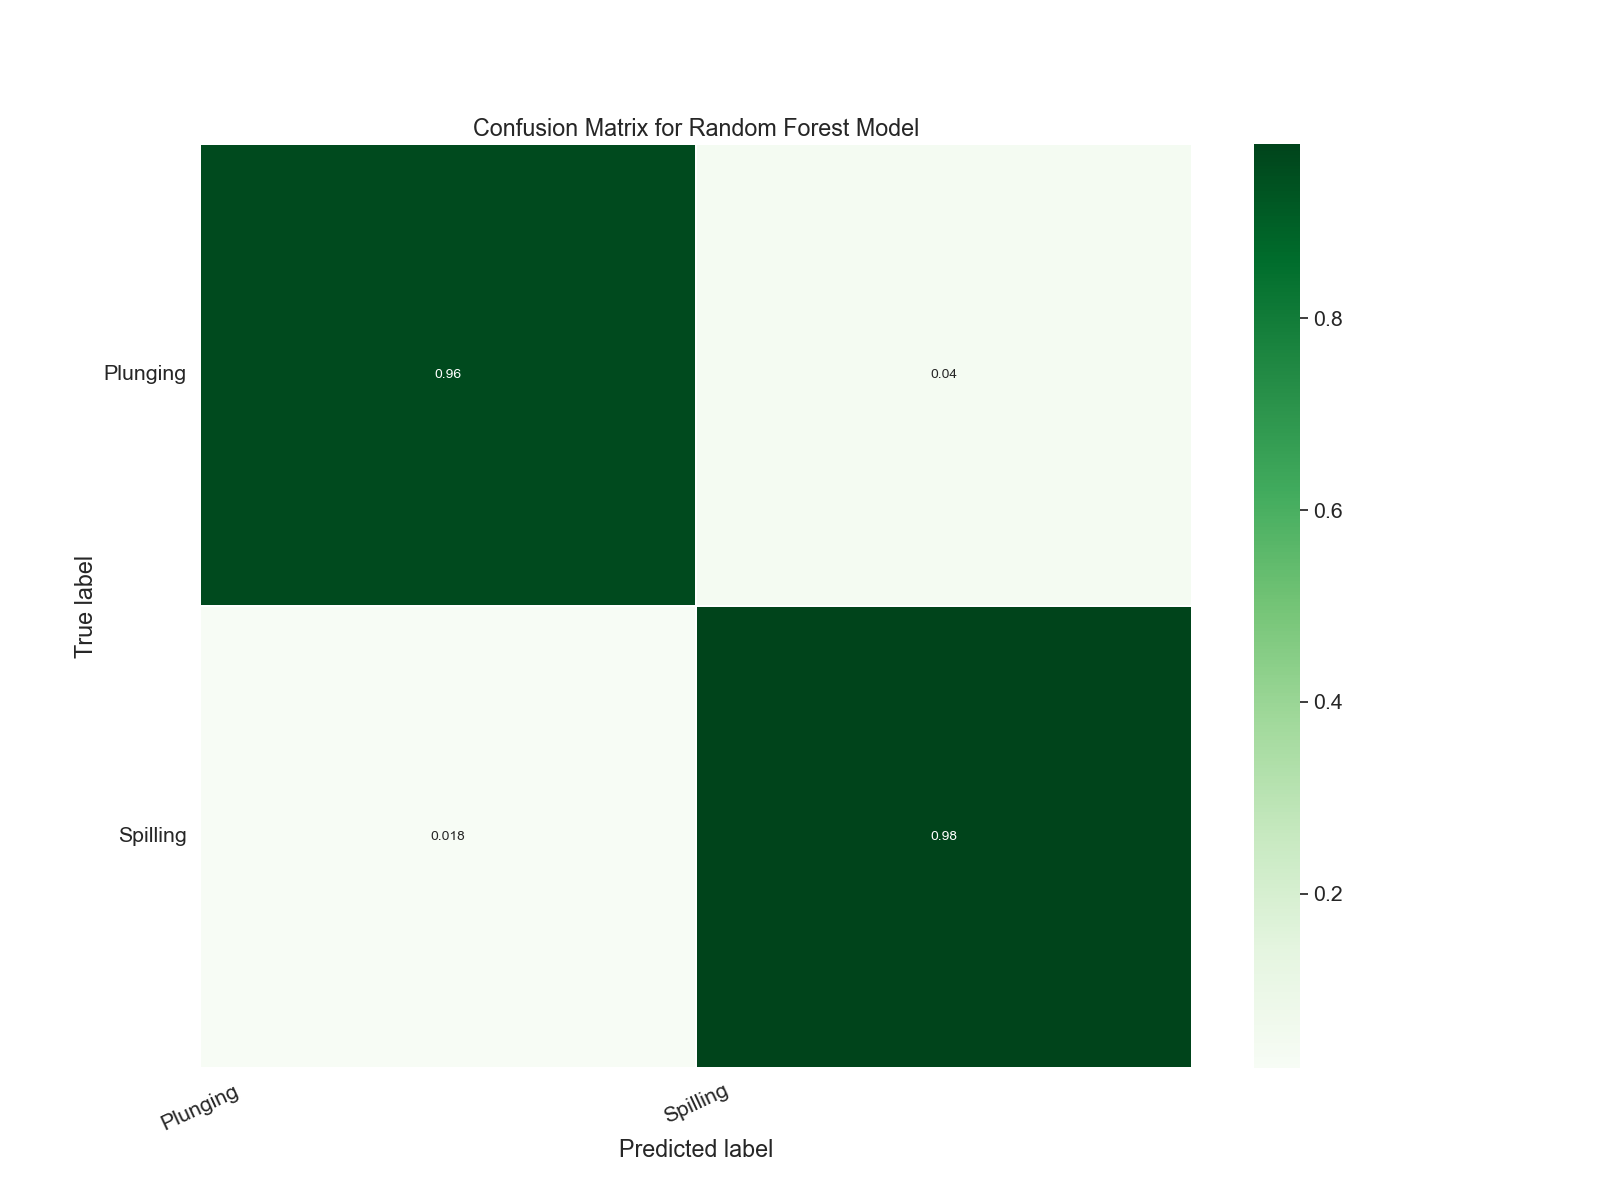 Confusion Matrix for Random Forest Model
Plunging
0.96
0.04
0.8
0.6
True label
0.4
Spilling
0.018
0.98
0.2
Plunging
Spilling
Predicted label